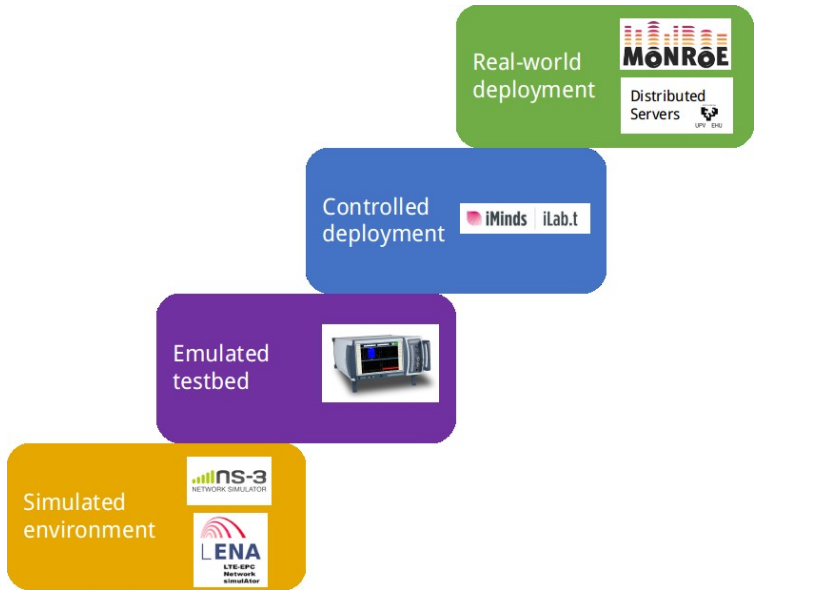 Real-world
deployment
MONROE
Distributed
Servers
UPV EHU
Controlled
deployment
iMinds iLab.t
Emulated
testbed
Simulated
environment
ns-3
NETWORK SIMULATOR
LENA
LTE-EPC
Network
simulAtor